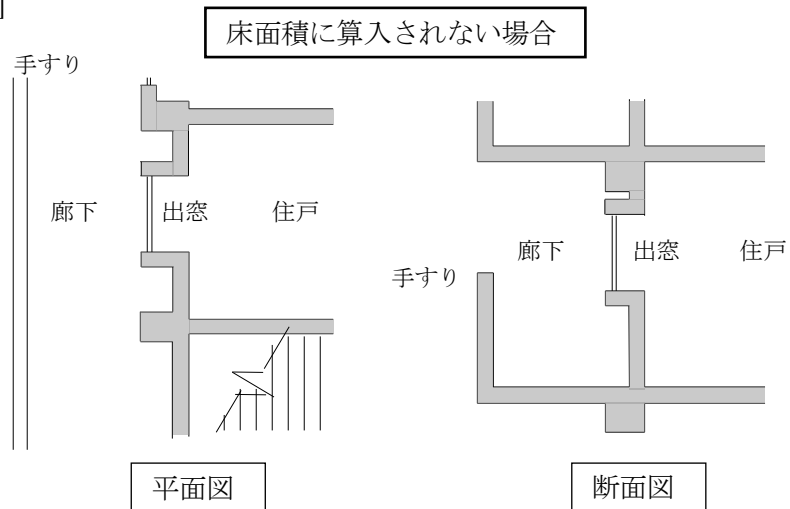 ]
床面積に算入されない場合
手すり
廊下
出窓
住戸
廊下
出窓
住戸
手すり
平面図
断面図